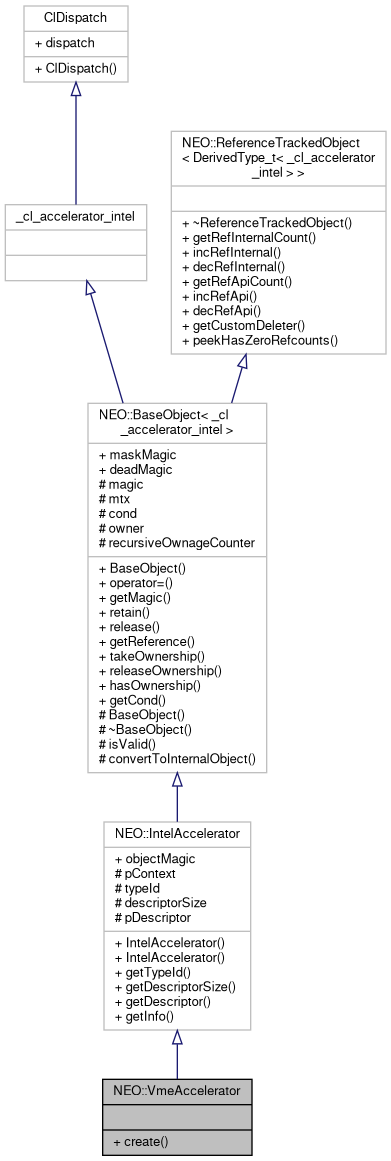 ClDispatch
+ dispatch
+ ClDispatch()
NEO::ReferenceTrackedObject
< DerivedType_t< _cl_accelerator
_intel > >
+ ~ReferenceTrackedObject()
+ getRefInternalCount()
+ incRefInternal()
+ decRefInternal()
+ getRefApiCount()
+ incRefApi()
+ decRefApi()
+ getCustomDeleter()
+ peekHasZeroRefcounts()
_cl_accelerator_intel
NEO::BaseObject< _cl
_accelerator_intel >
+ maskMagic
+ deadMagic
# magic
# mtx
# cond
# owner
# recursiveOwnageCounter
+ BaseObject()
+ operator=()
+ getMagic()
+ retain()
+ release()
+ getReference()
+ takeOwnership()
+ releaseOwnership()
+ hasOwnership()
+ getCond()
# BaseObject()
# ~BaseObject()
# isValid()
# convertToInternalObject()
NEO::IntelAccelerator
+ objectMagic
# pContext
# typeId
# descriptorSize
# pDescriptor
+ IntelAccelerator()
+ IntelAccelerator()
+ getTypeId()
+ getDescriptorSize()
+ getDescriptor()
+ getInfo()
NEO::VmeAccelerator
+ create()